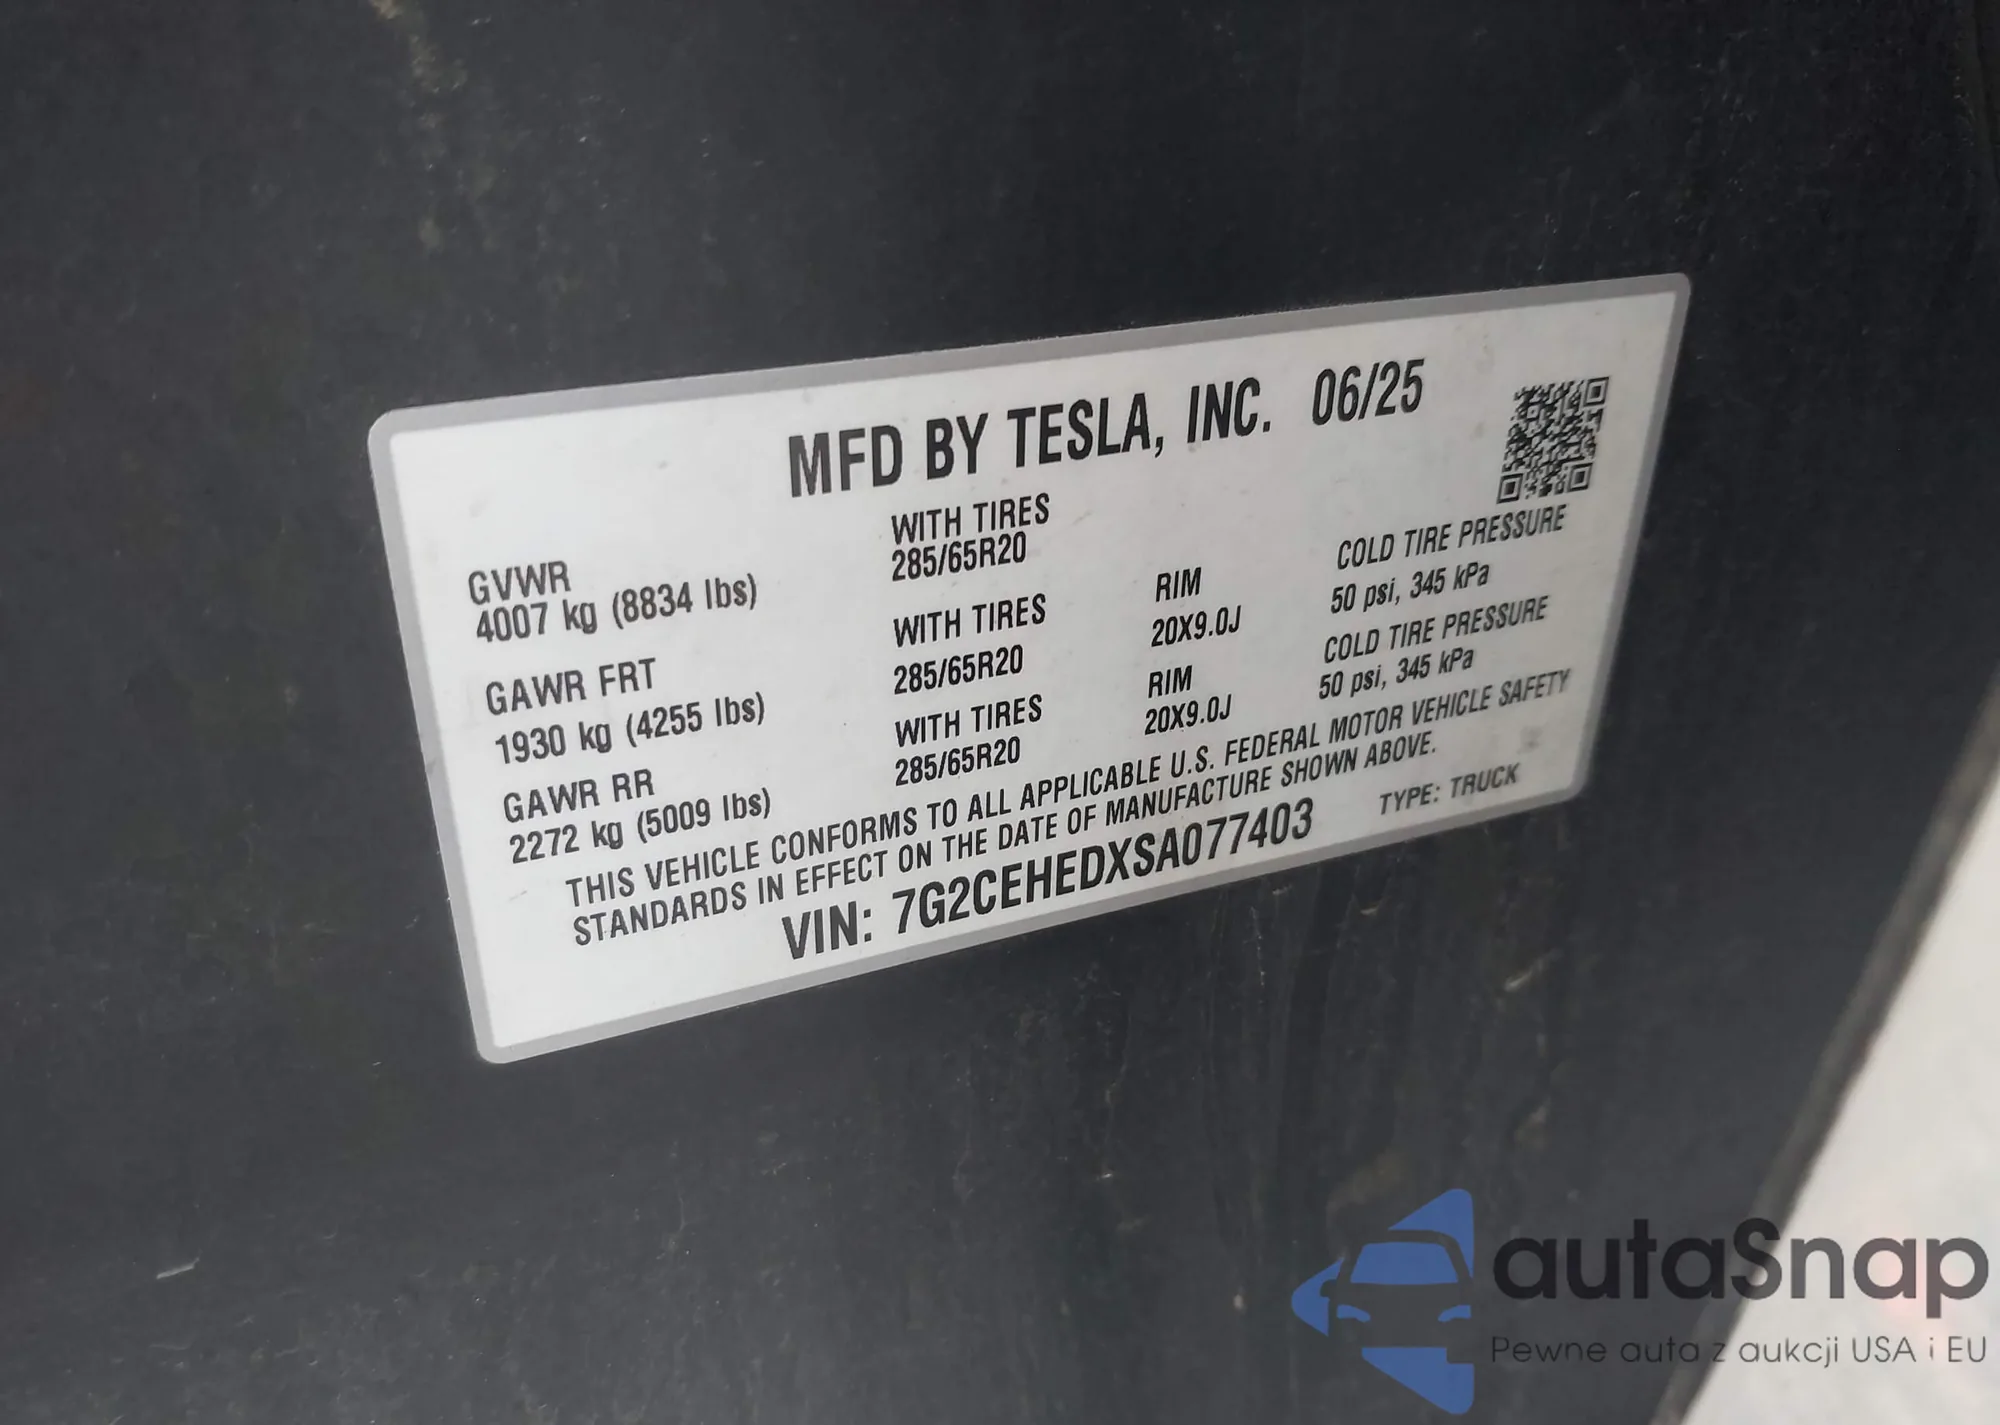 MFD BY TESLA, INC. 06/25
GVWR
4007 kg (8834 lbs)
WITH TIRES
285/65R20
GAWR FRT
1930 kg (4255 lbs)
WITH TIRES
285/65R20
RIM
20X9.0J
COLD TIRE PRESSURE
50 psi, 345 kPa
GAWR RR
2272 kg (5009 lbs)
WITH TIRES
285/65R20
RIM
20X9.0J
COLD TIRE PRESSURE
50 psi, 345 kPa
THIS VEHICLE CONFORMS TO ALL APPLICABLE U.S. FEDERAL MOTOR VEHICLE SAFETY
STANDARDS IN EFFECT ON THE DATE OF MANUFACTURE SHOWN ABOVE.
VIN: 7G2CEHEDXSA077403
TYPE: TRUCK
autaSnap
Pewne auta z aukcji USA i EU